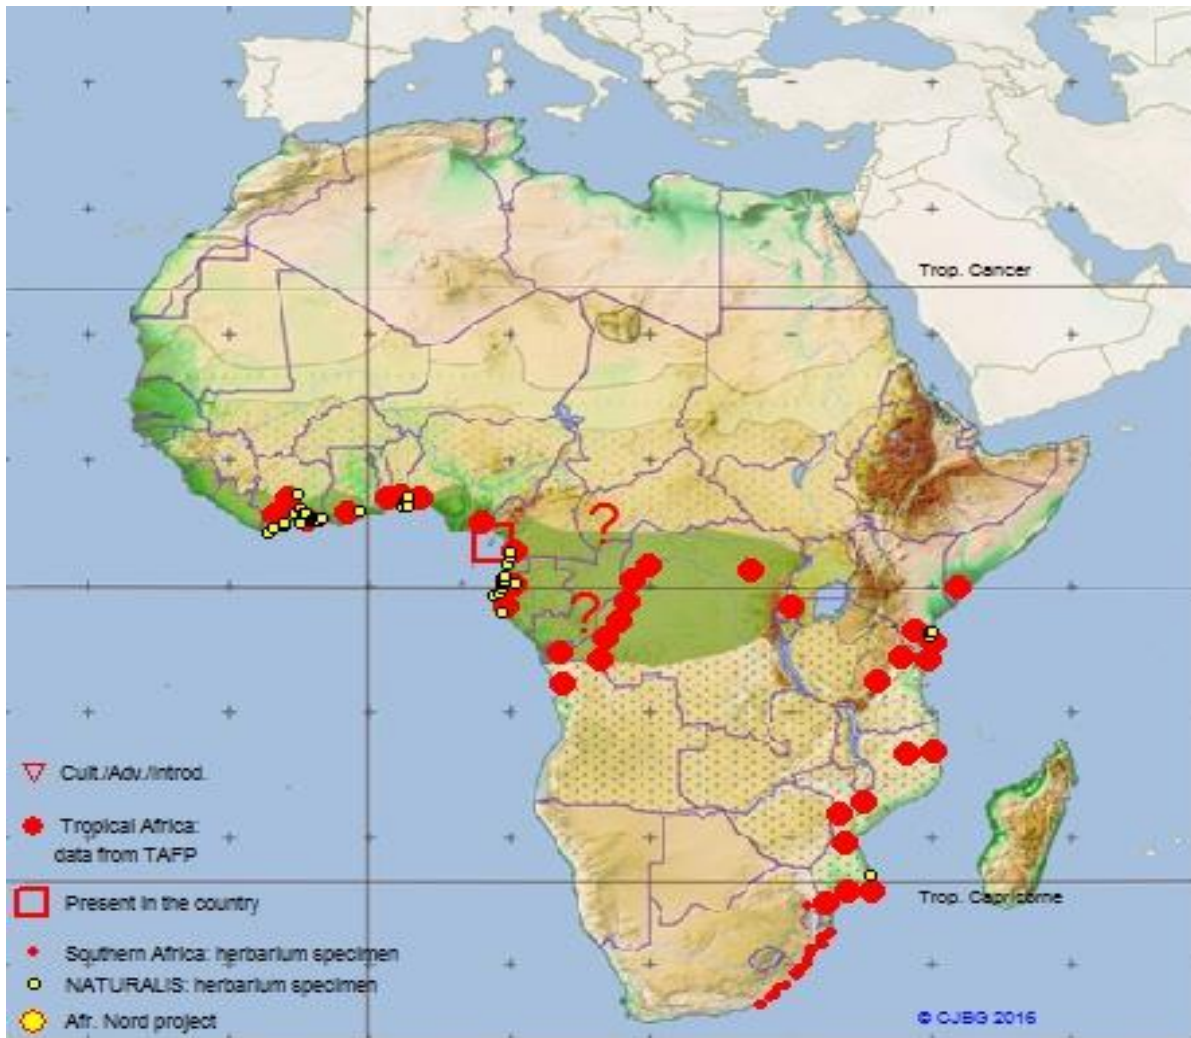 Trop. Cancer
?
?
Cult./Adv./Introd.
Tropical Africa:
data from TAFP
Present in the country
Trop. Capricorne
Southern Africa: herbarium specimen
NATURALIS: herbarium specimen
Afr. Nord project
© CJBG 2016